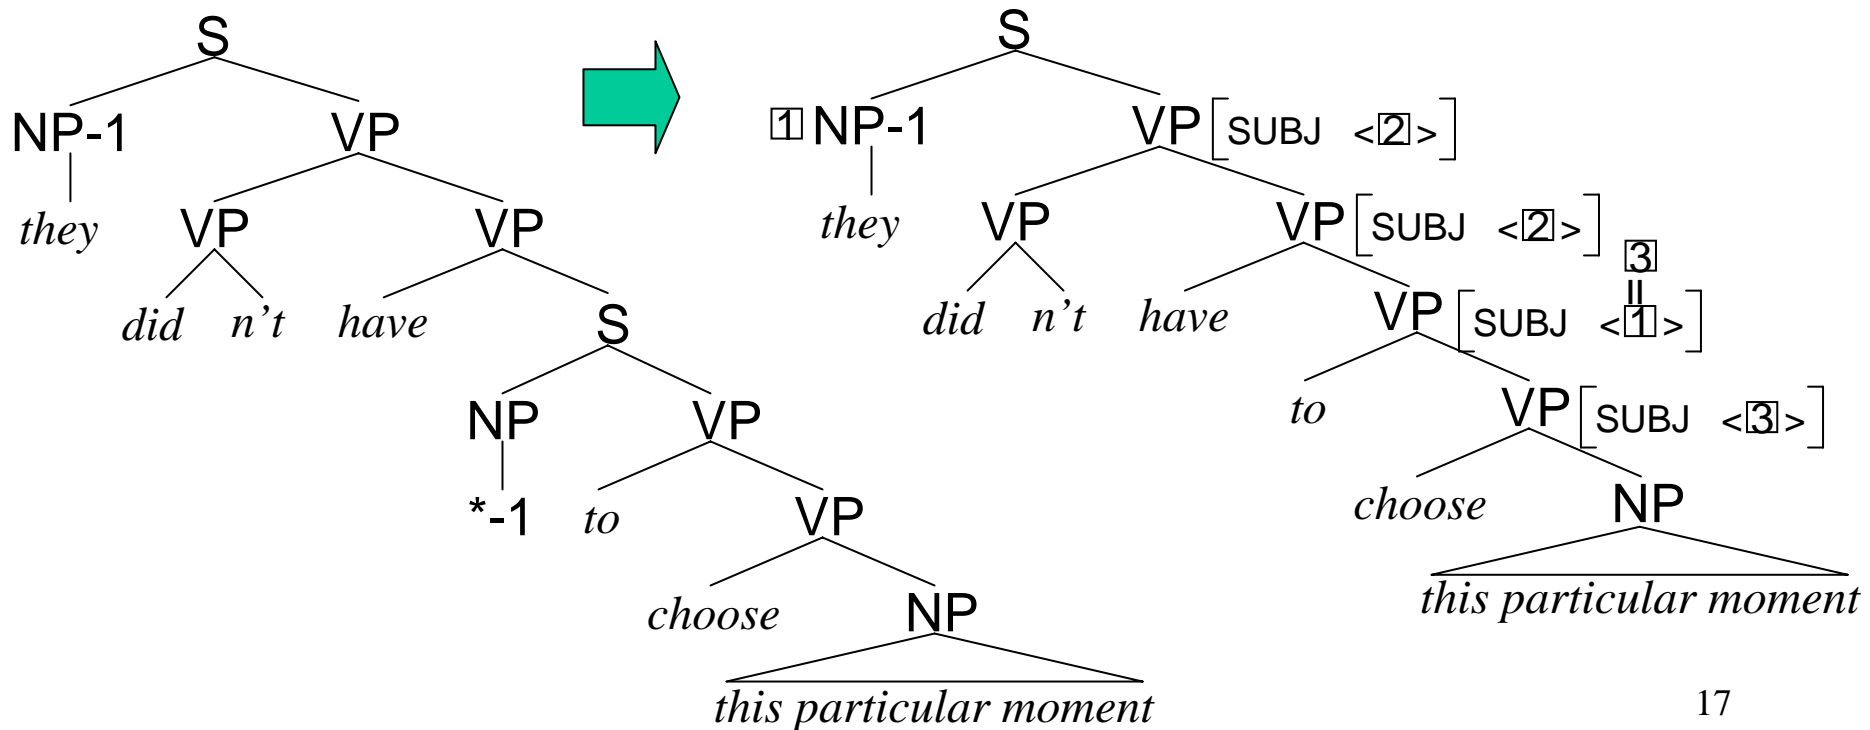 S
NP-1 VP
they VP VP
did n't have S
NP VP
*-1 to VP
choose NP
this particular moment
S
1 NP-1 VP [SUBJ <2>]
they VP VP [SUBJ <2>]
3
=
did n't have VP [SUBJ <1>]
to VP [SUBJ <3>]
choose NP
this particular moment
17